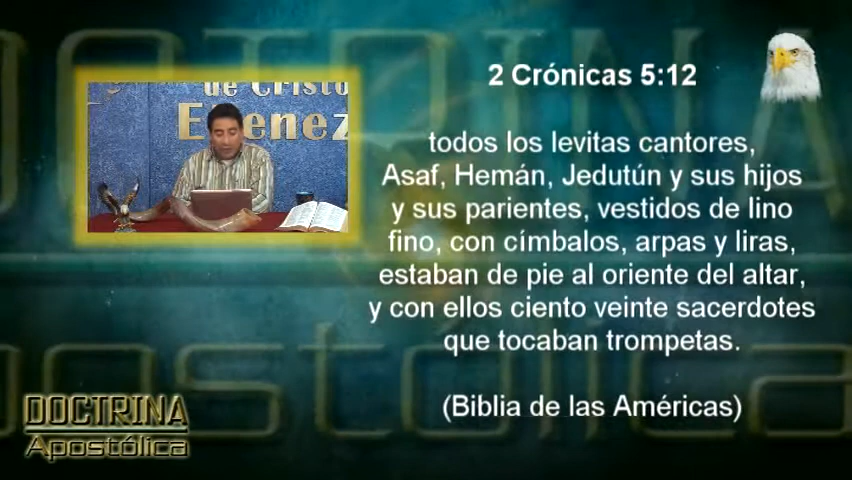 2 Crónicas 5:12
todos los levitas cantores,
Asaf, Hemán, Jedutún y sus hijos
y sus parientes, vestidos de lino
fino, con címbalos, arpas y liras,
estaban de pie al oriente del altar,
y con ellos ciento veinte sacerdotes
que tocaban trompetas.
(Biblia de las Américas)
de Cristo
DOCTRINA
Apostólica